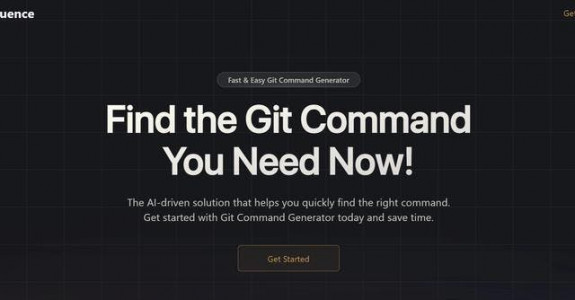 Fast & Easy Git Command Generator
Find the Git Command
You Need Now!
The AI-driven solution that helps you quickly find the right command.
Get started with Git Command Generator today and save time.
Get Started